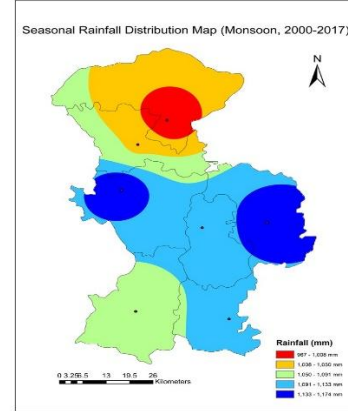 Seasonal Rainfall Distribution Map (Monsoon, 2000-2017)
N
Rainfall (mm)
967 - 1,008 mm
1,008 - 1,050 mm
1,050 - 1,091 mm
1,091 - 1,133 mm
1,133 - 1,174 mm
0 3.25 6.5 13 19.5 26
Kilometers